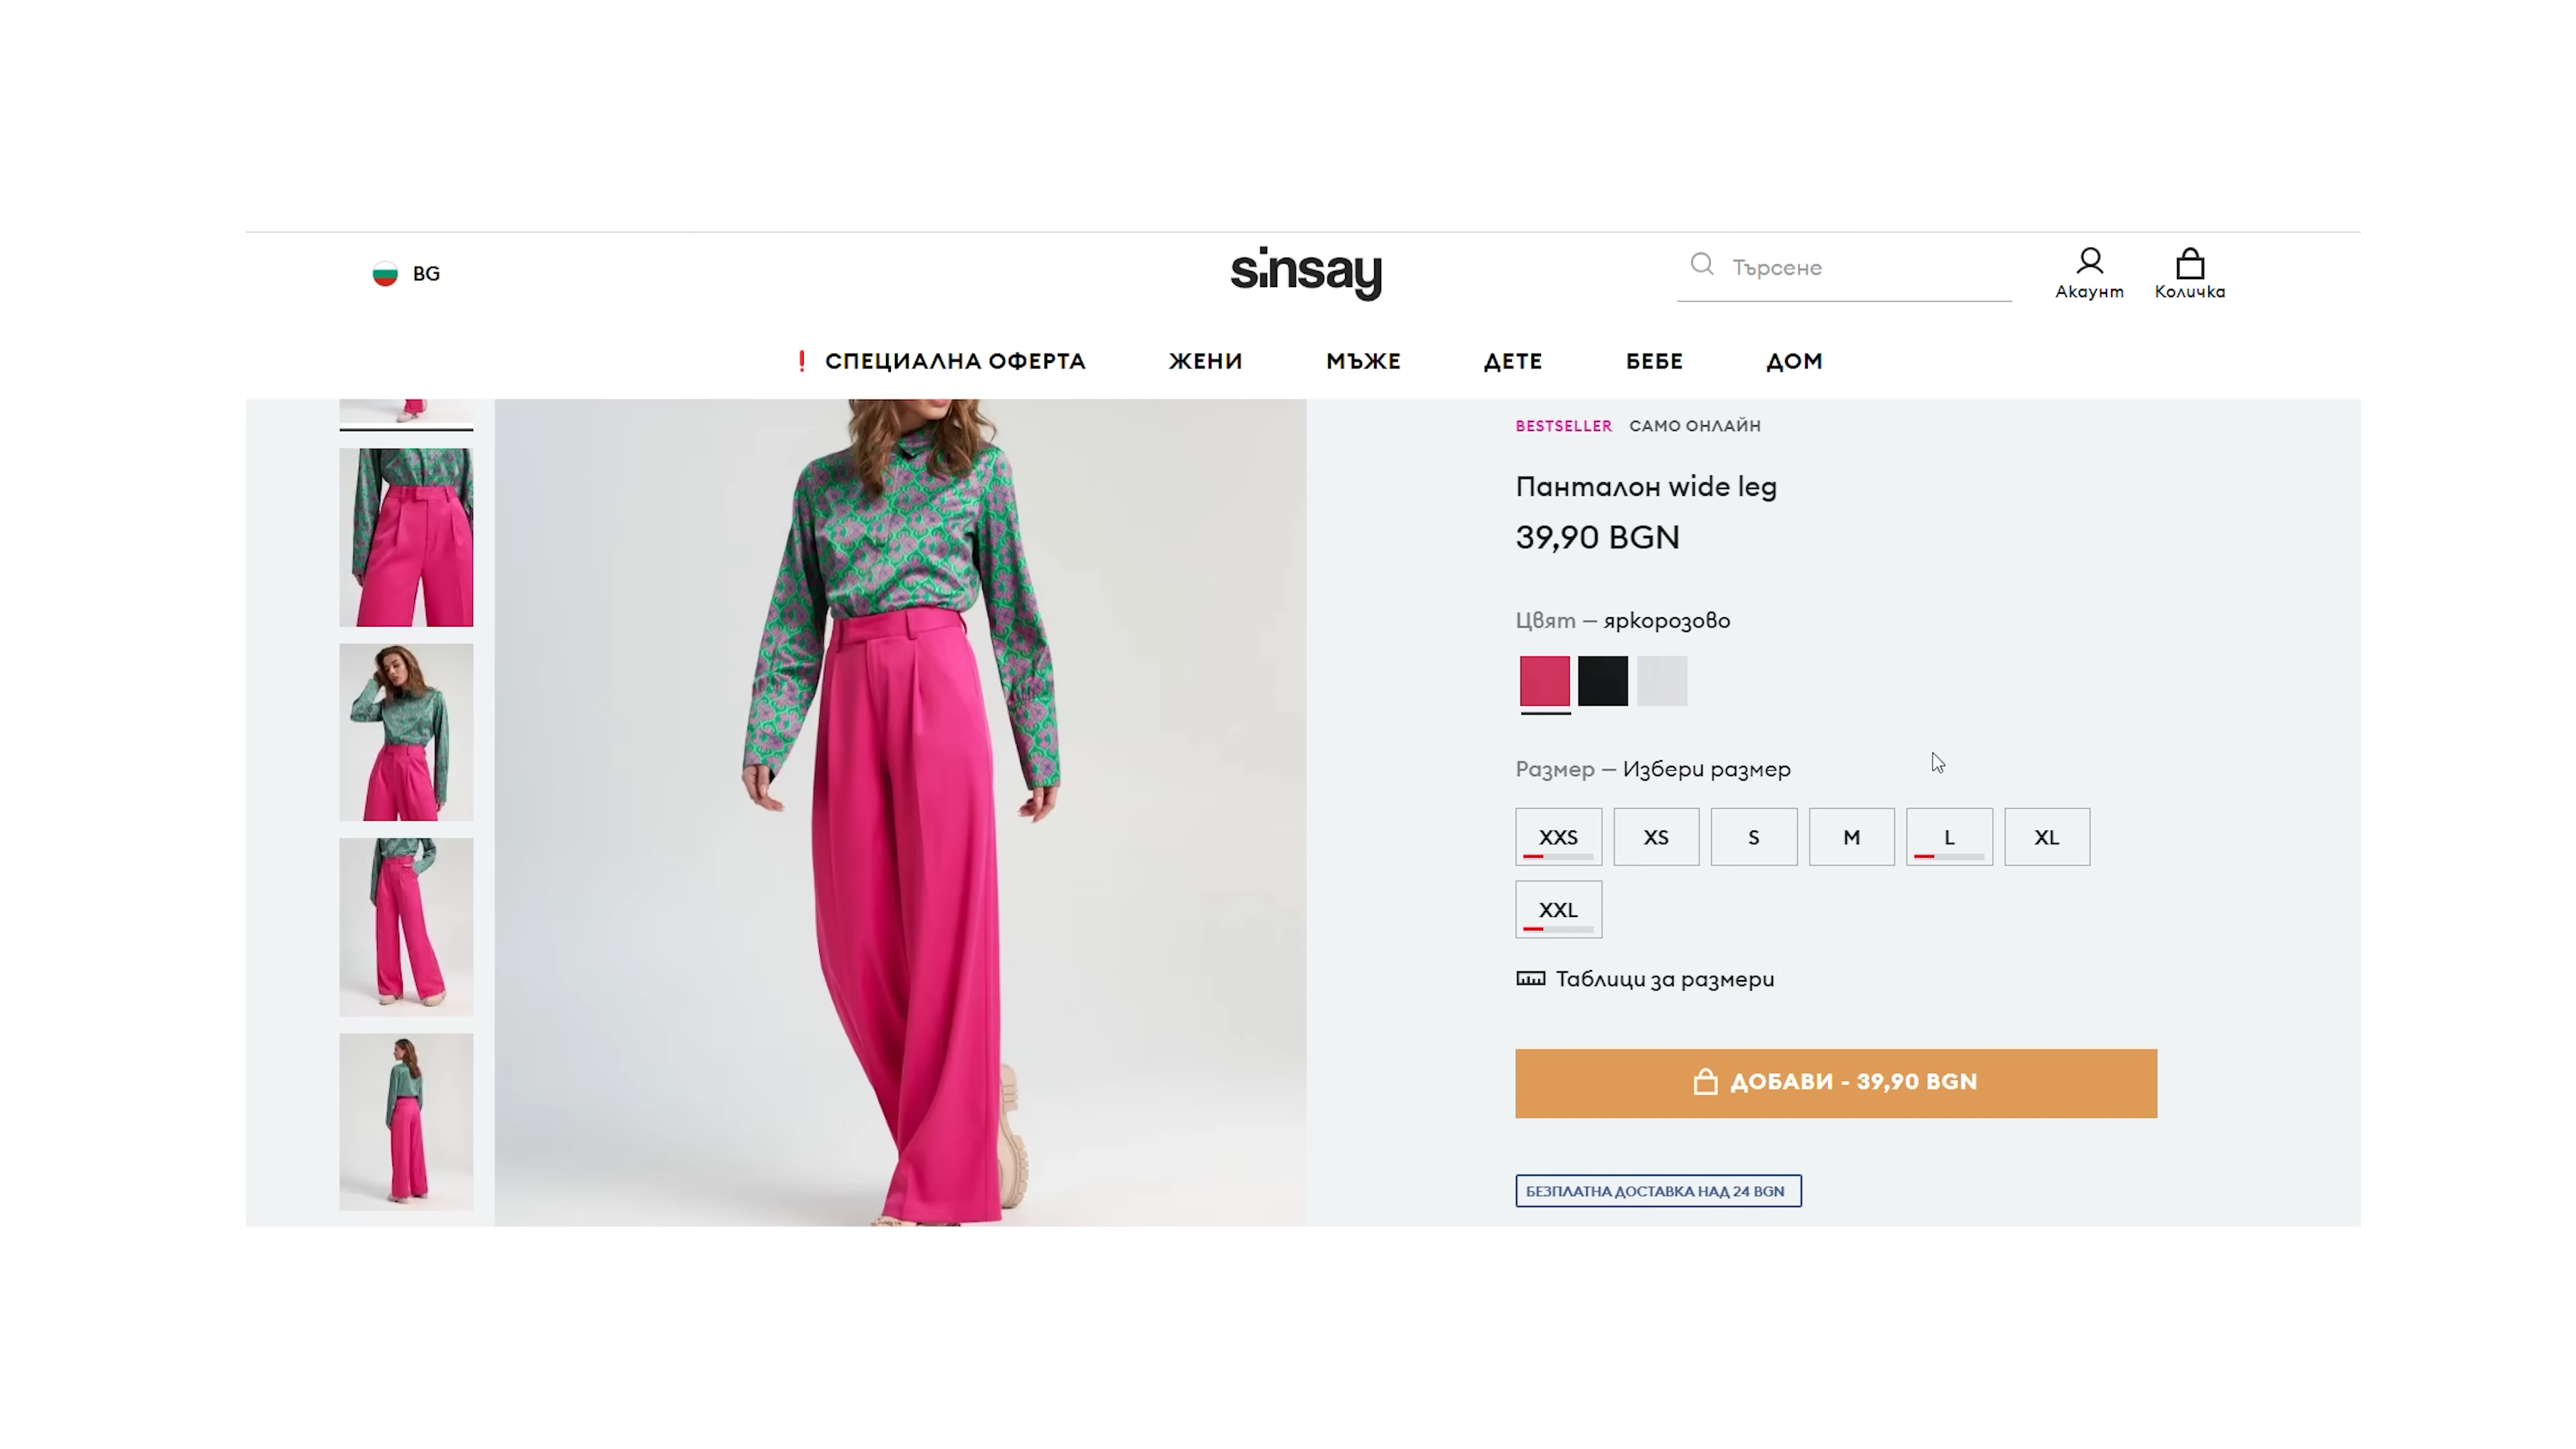 BG
sinsay
Търсене
Акаунт
Количка
❗ СПЕЦИАЛНА ОФЕРТА
ЖЕНИ
МЪЖЕ
ДЕТЕ
БЕБЕ
ДОМ
BESTSELLER САМО ОНЛАЙН
Панталон wide leg
39,90 BGN
Цвят — яркорозово
Размер — Избери размер
XXS
XS
S
M
L
XL
XXL
Таблици за размери
ДОБАВИ - 39,90 BGN
БЕЗПЛАТНА ДОСТАВКА НАД 24 BGN